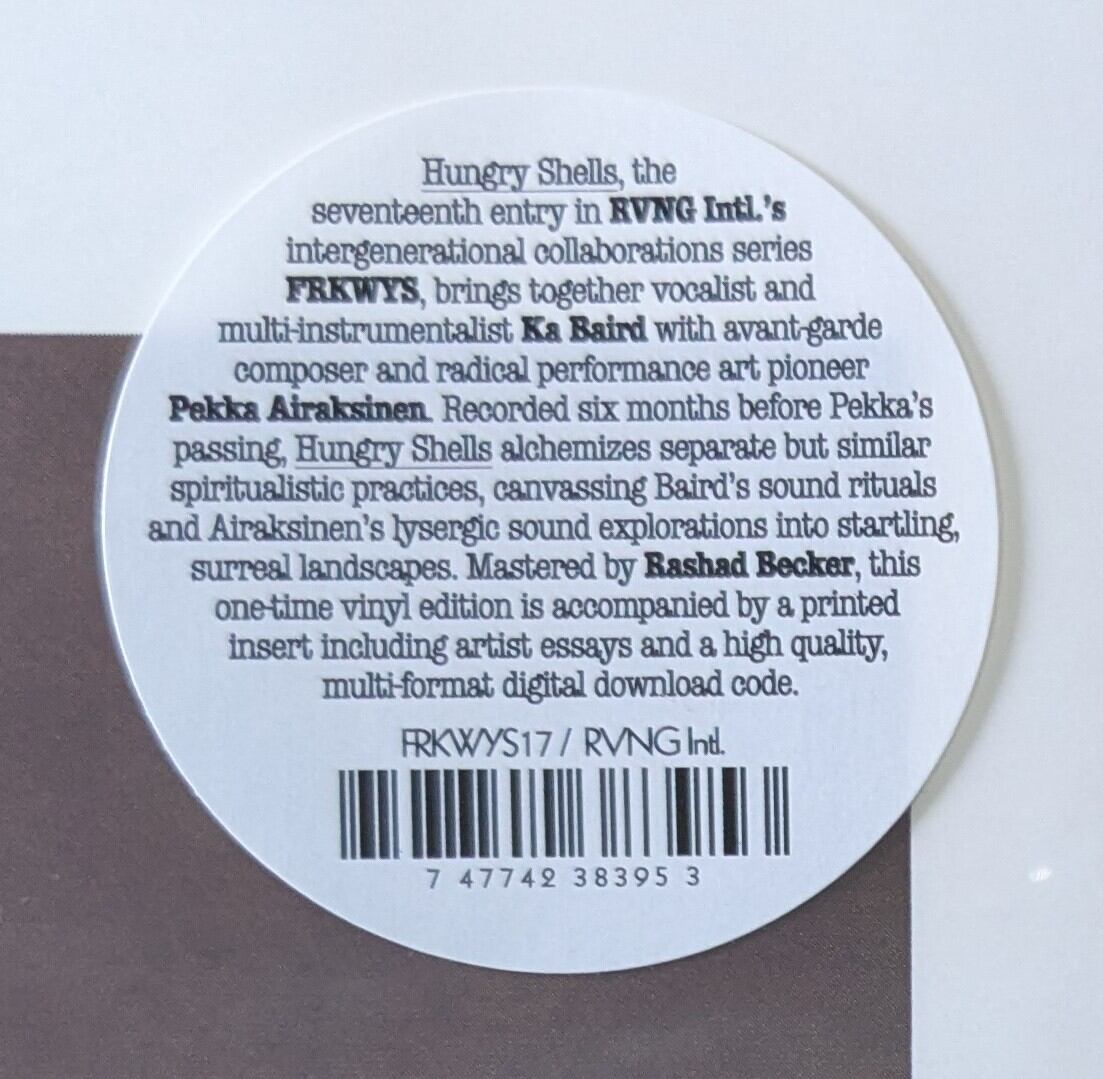 Hungry Shells, the
seventeenth entry in RVNG Intl.'s
intergenerational collaborations series
FRKWYS, brings together vocalist and
multi-instrumentalist Ka Baird with avant-garde
composer and radical performance art pioneer
Pekka Airaksinen. Recorded six months before Pekka's
passing, Hungry Shells alchemizes separate but similar
spiritualistic practices, canvassing Baird's sound rituals
and Airaksinen's lysergic sound explorations into startling,
surreal landscapes. Mastered by Rashad Becker, this
one-time vinyl edition is accompanied by a printed
insert including artist essays and a high quality,
multi-format digital download code.
FRKWYS17 / RVNG Intl.
7 47742 38395 3